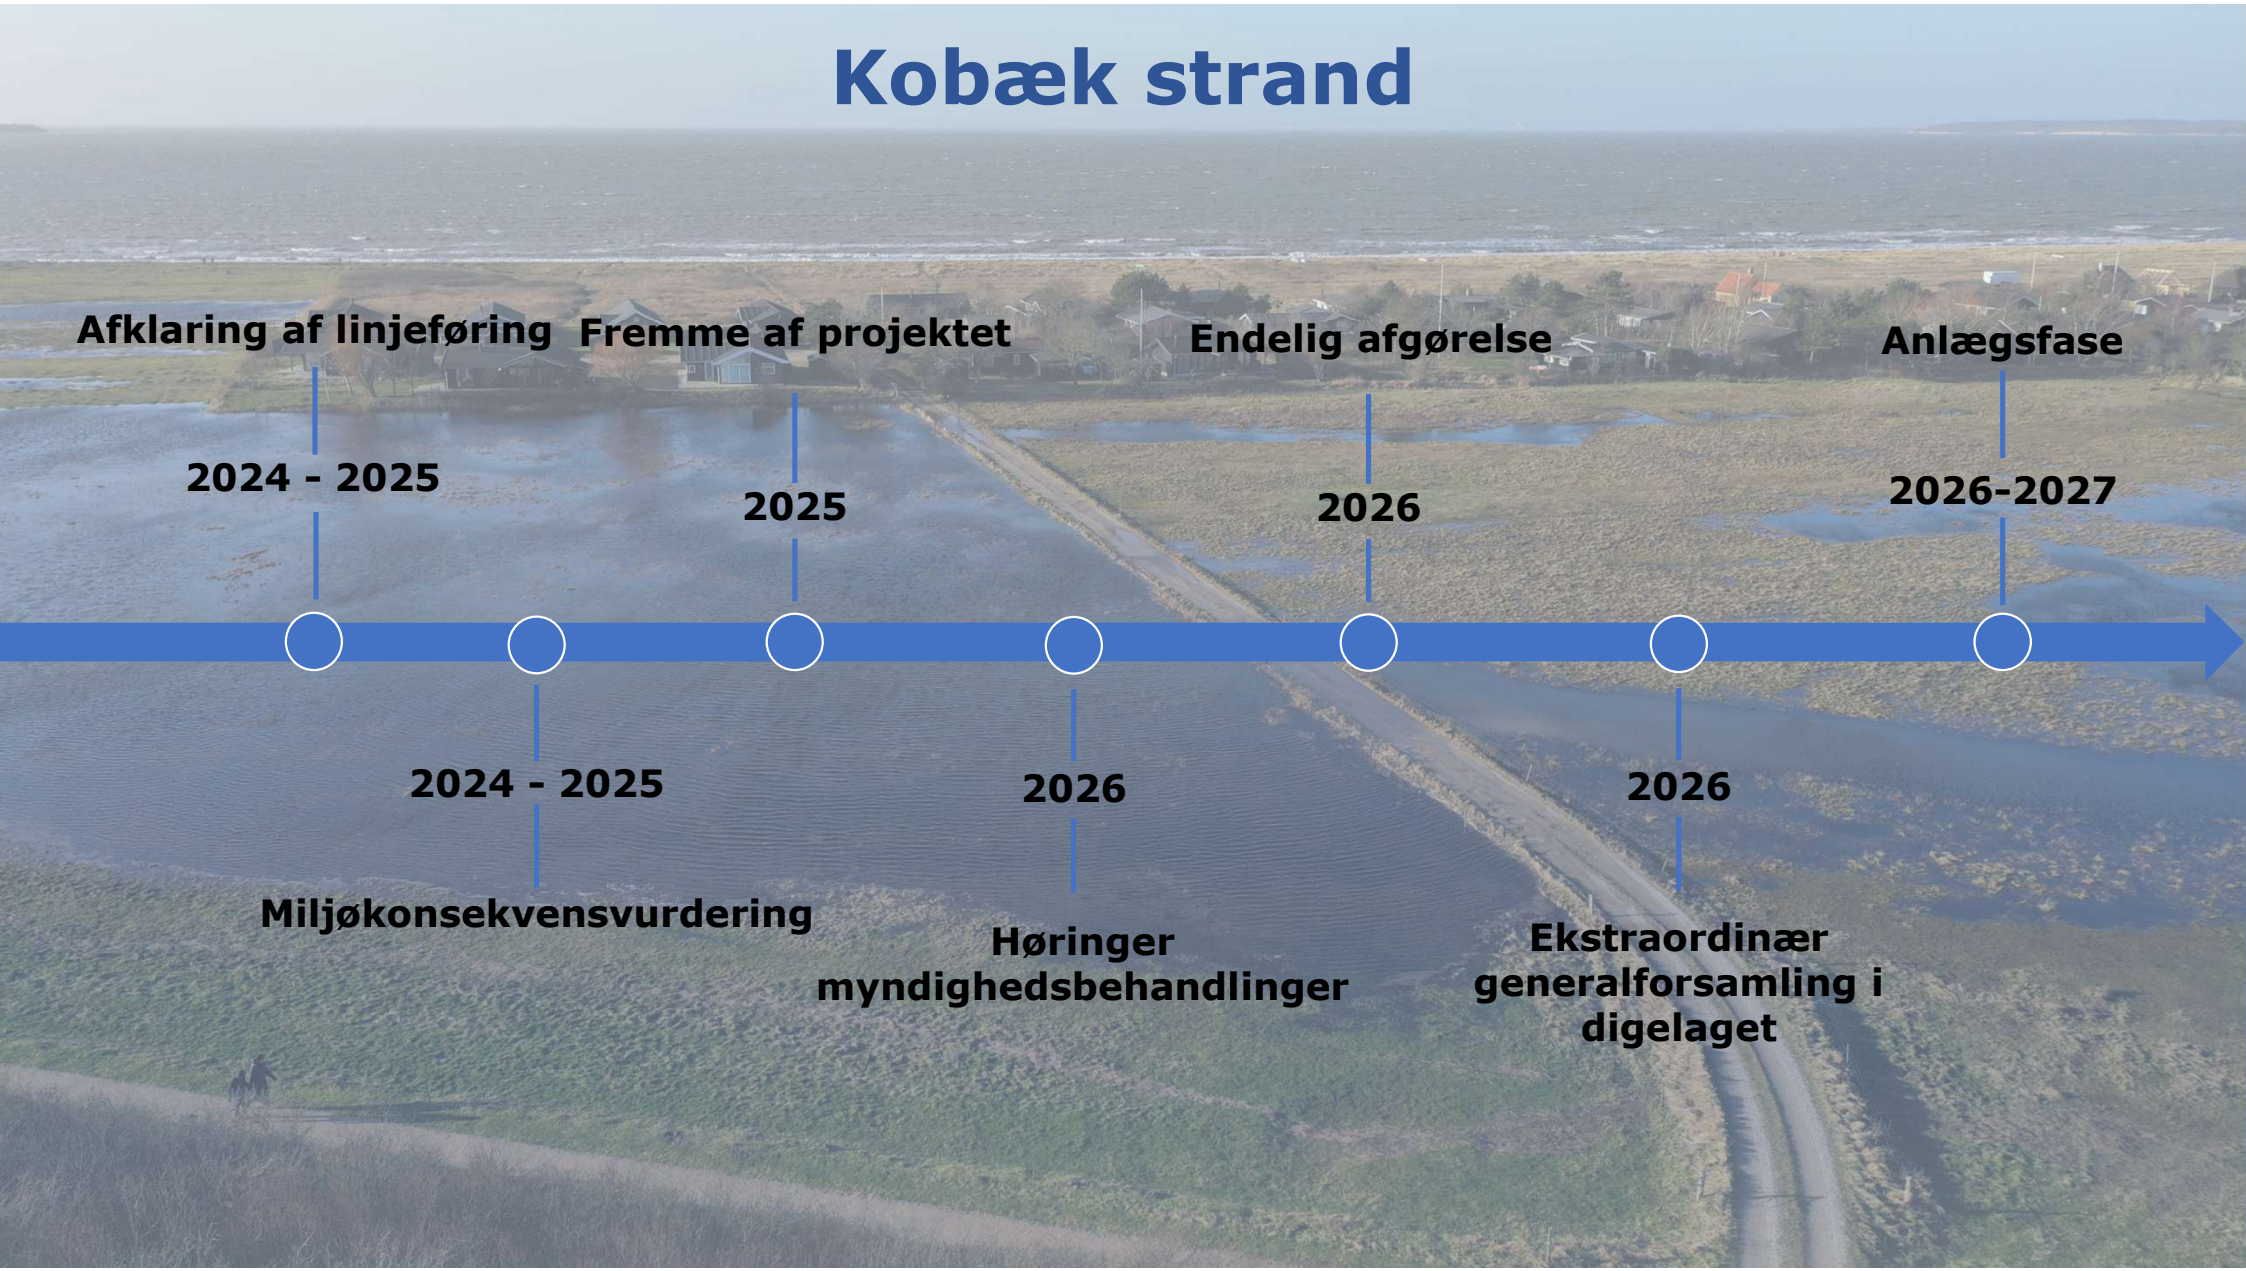 Kobæk strand
Afklaring af linjeføring
2024 - 2025
2024 - 2025
Miljøkonsekvensvurdering
Fremme af projektet
2025
2026
Høringer
myndighedsbehandlinger
Endelig afgørelse
2026
2026
Ekstraordinær
generalforsamling i
digelaget
Anlægsfase
2026-2027